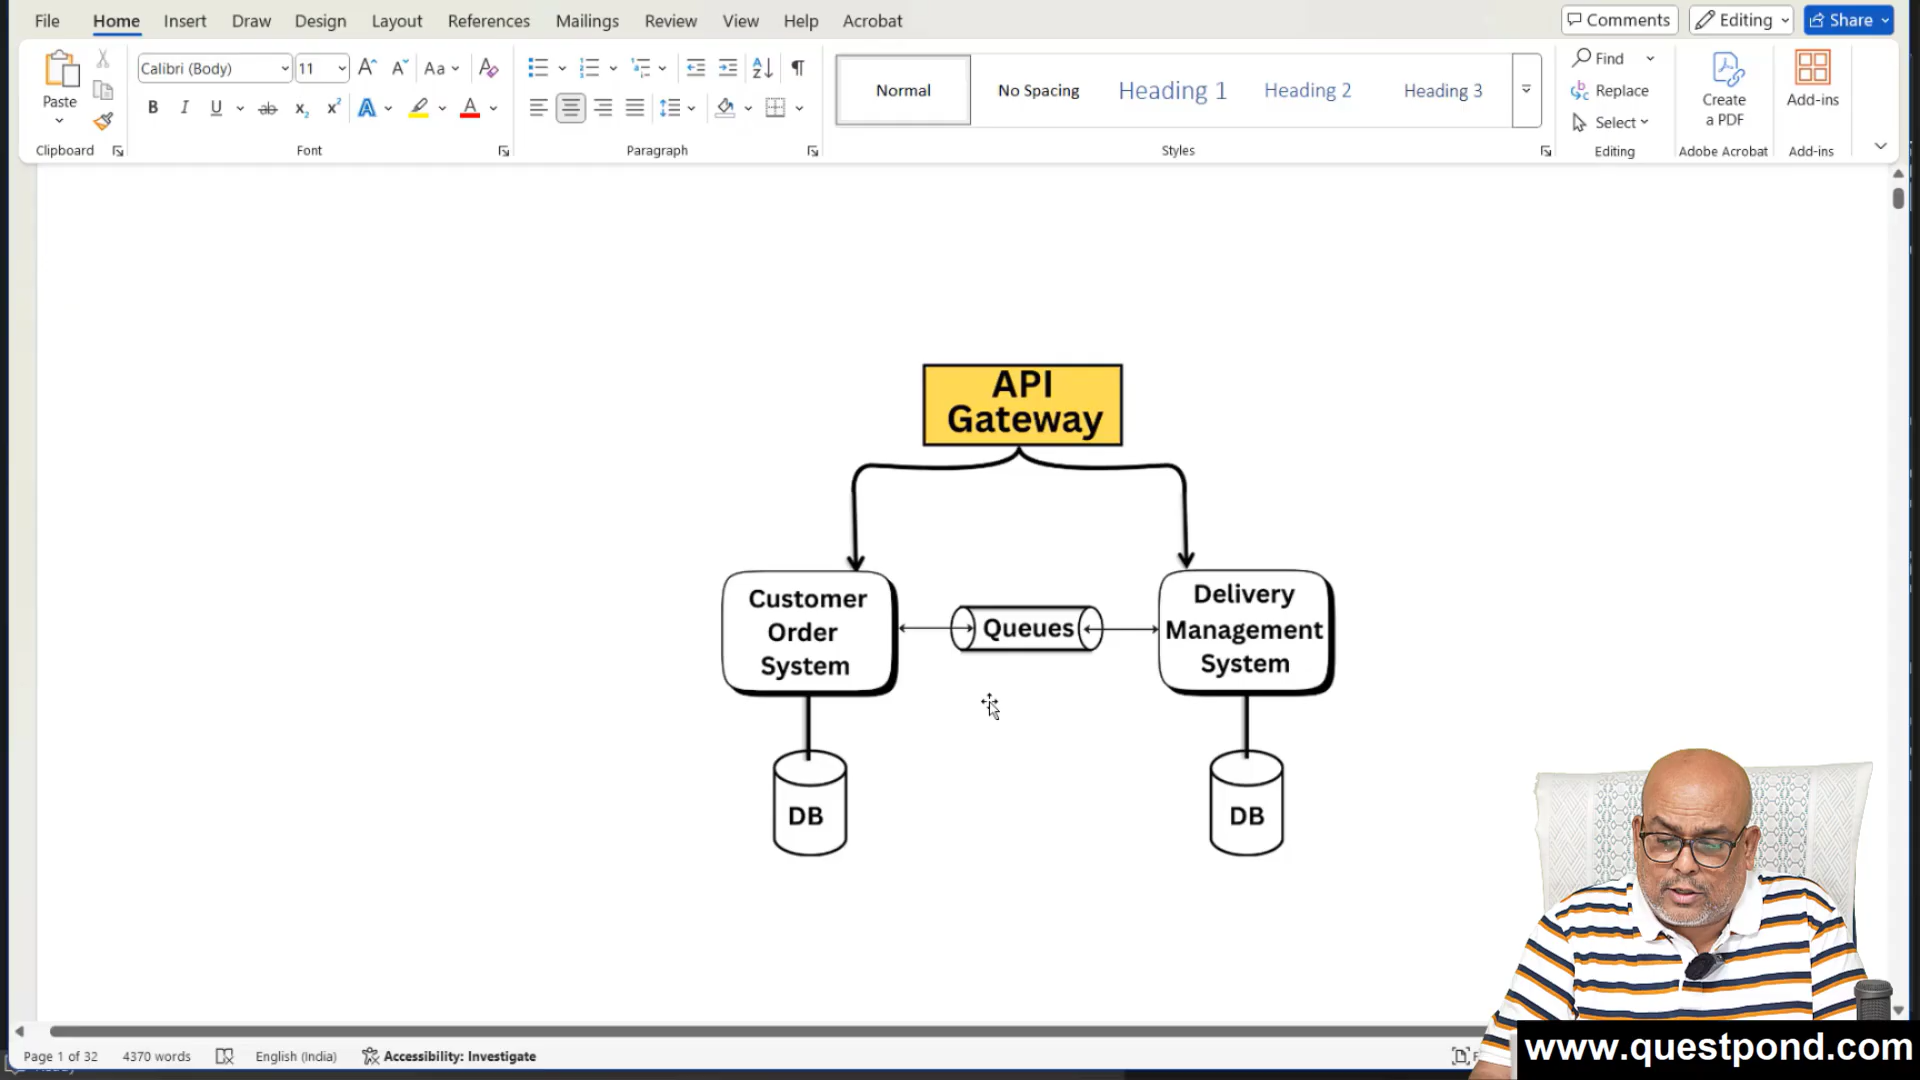 File Home Insert Draw Design Layout References Mailings Review View Help Acrobat Comments Editing Share
Paste
Clipboard
Calibri (Body) 11 A A Aa A
B I U ab x2 x2 A A
Font
Paragraph
Normal No Spacing Heading 1 Heading 2 Heading 3
Styles
Find
Replace
Select
Editing
Create
a PDF
Adobe Acrobat
Add-ins
Add-ins
API
Gateway
Customer
Order
System
Queues
Delivery
Management
System
DB
DB
Page 1 of 32 4370 words English (India) Accessibility: Investigate
www.questpond.com